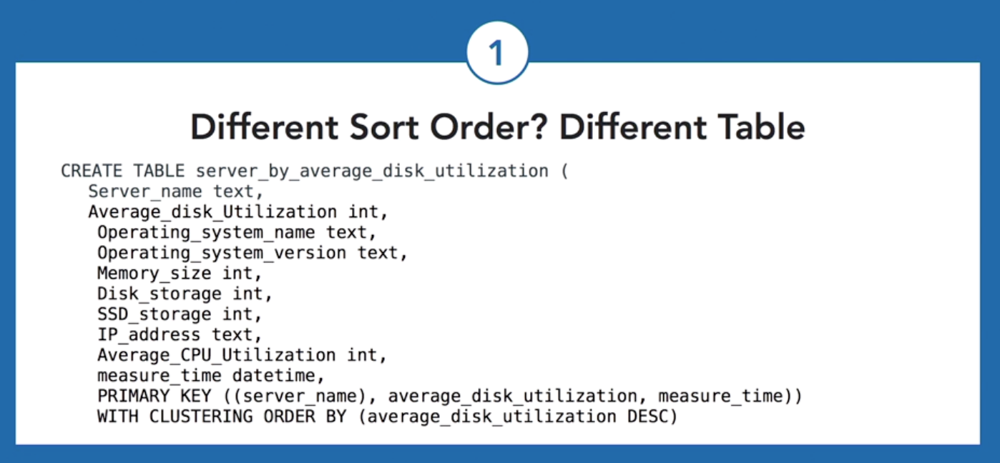 1
Different Sort Order? Different Table
CREATE TABLE server_by_average_disk_utilization (
Server_name text,
Average_disk_Utilization int,
Operating_system_name text,
Operating_system_version text,
Memory_size int,
Disk_storage int,
SSD_storage int,
IP_address text,
Average_CPU_Utilization int,
measure_time datetime,
PRIMARY KEY ((server_name), average_disk_utilization, measure_time))
WITH CLUSTERING ORDER BY (average_disk_utilization DESC)